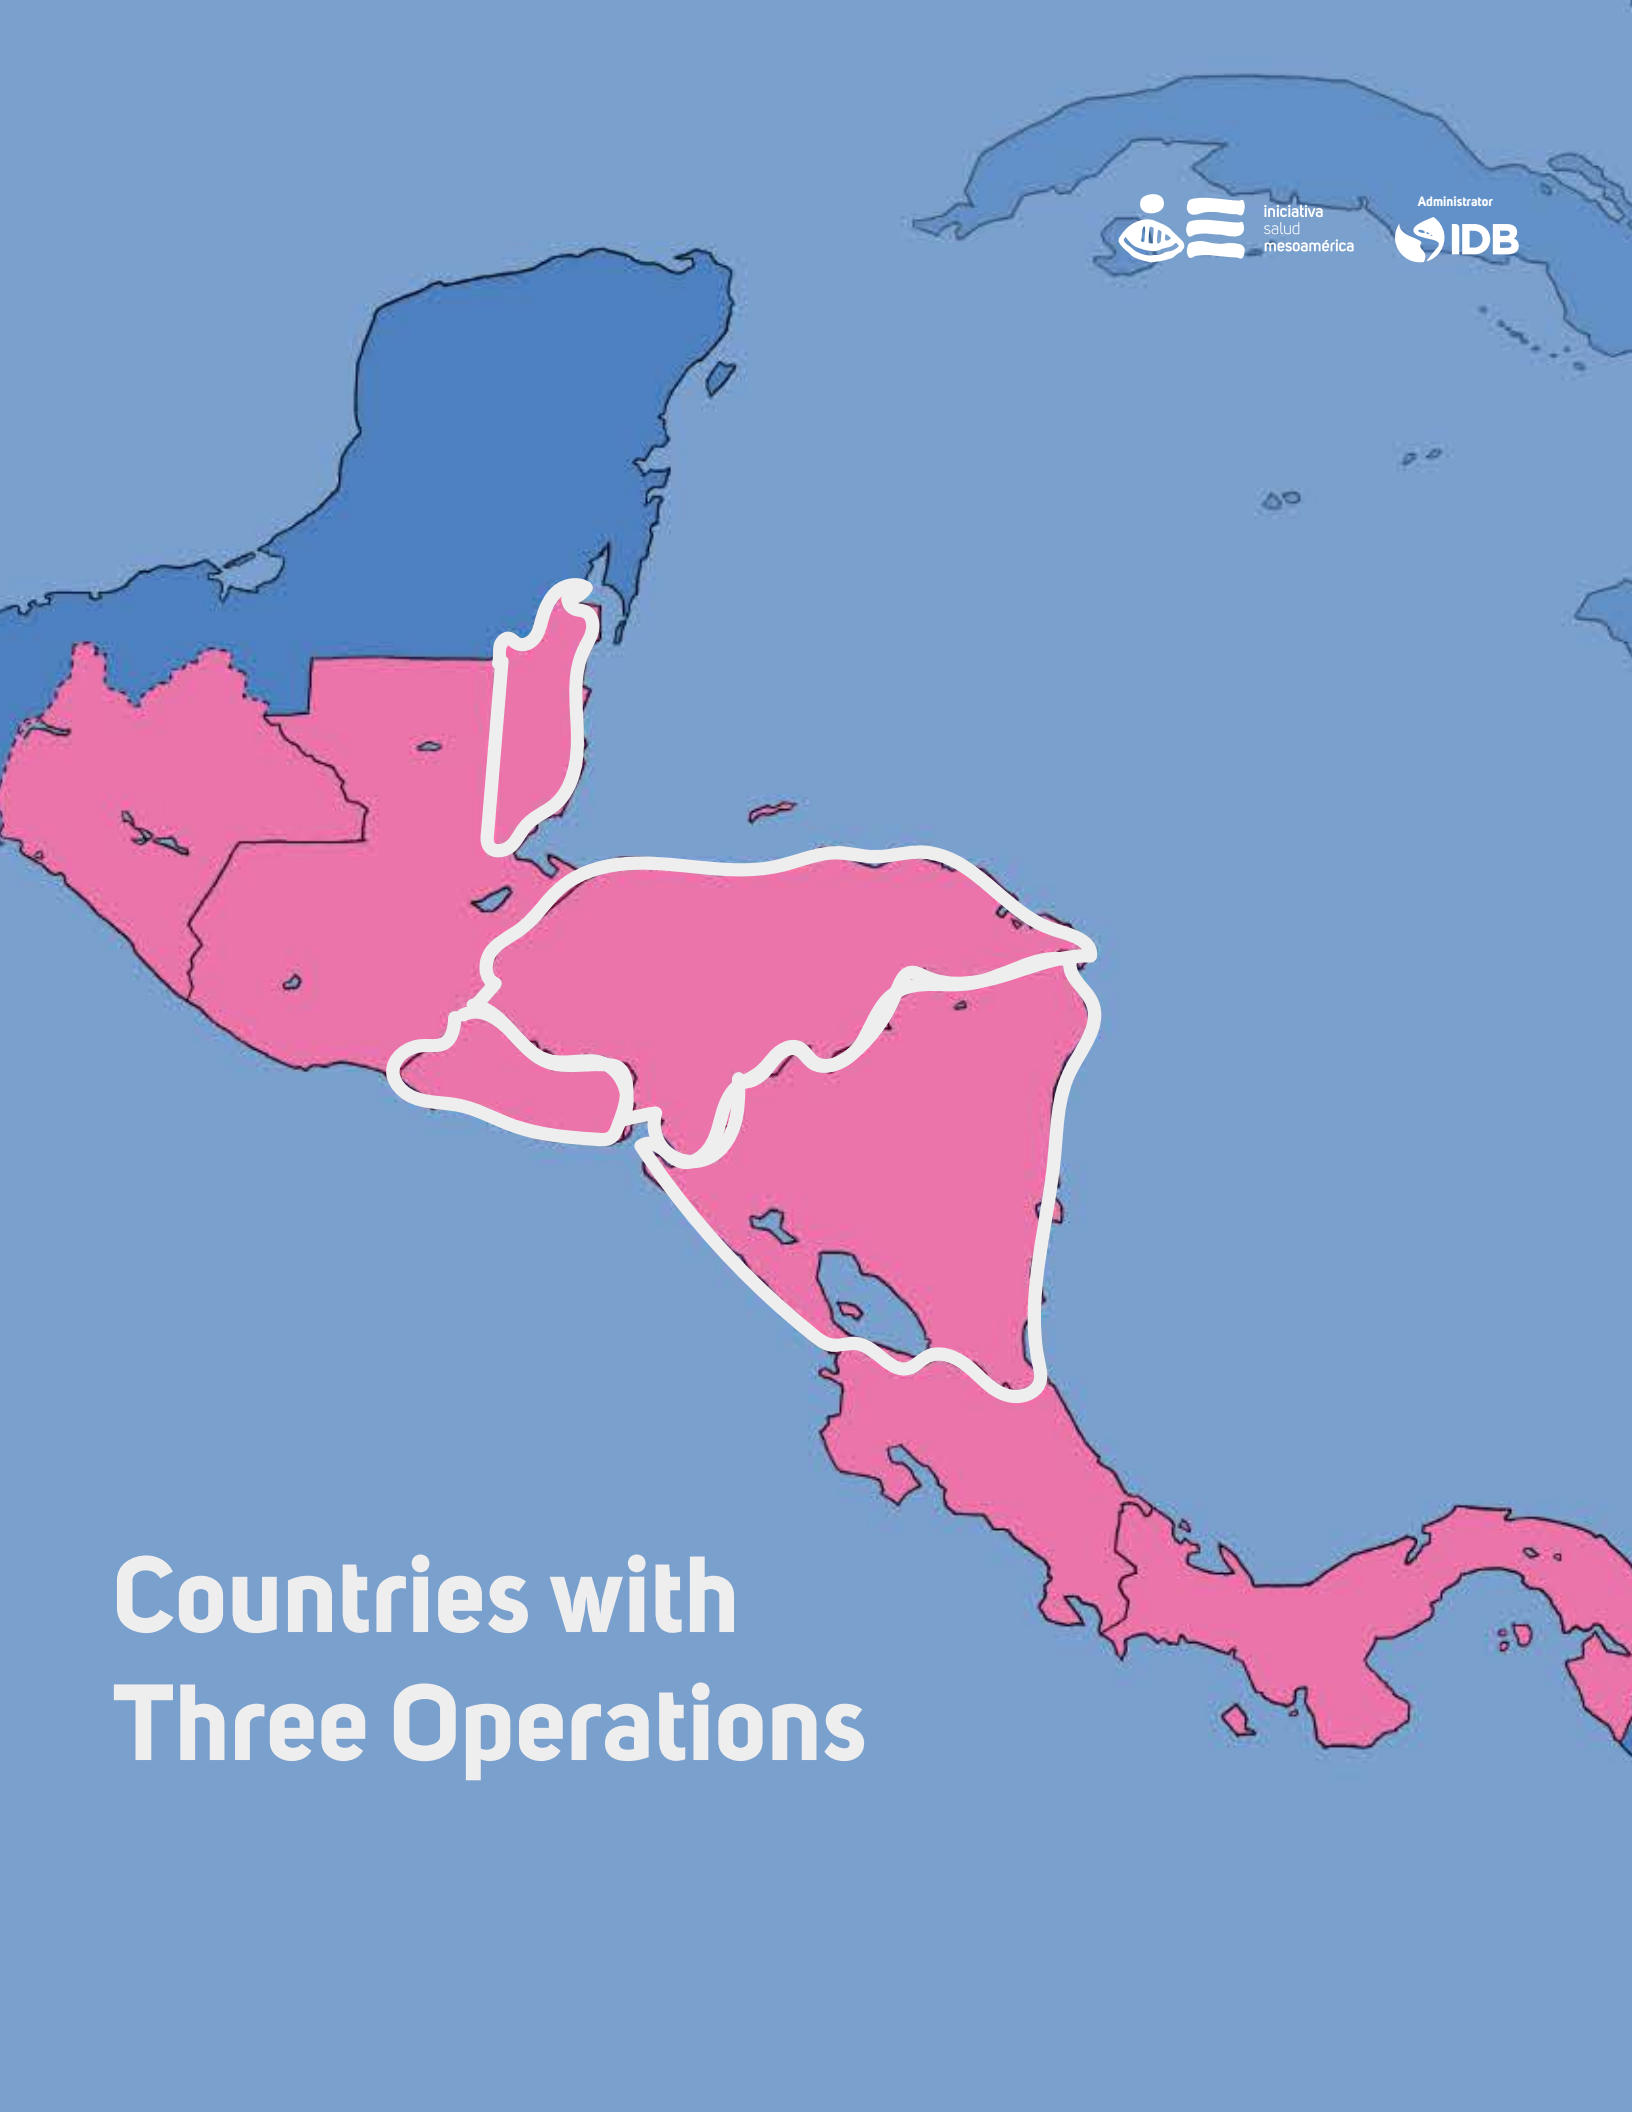 iniciativa
salud
mesoamérica
Administrator
IDB
Countries with
Three Operations